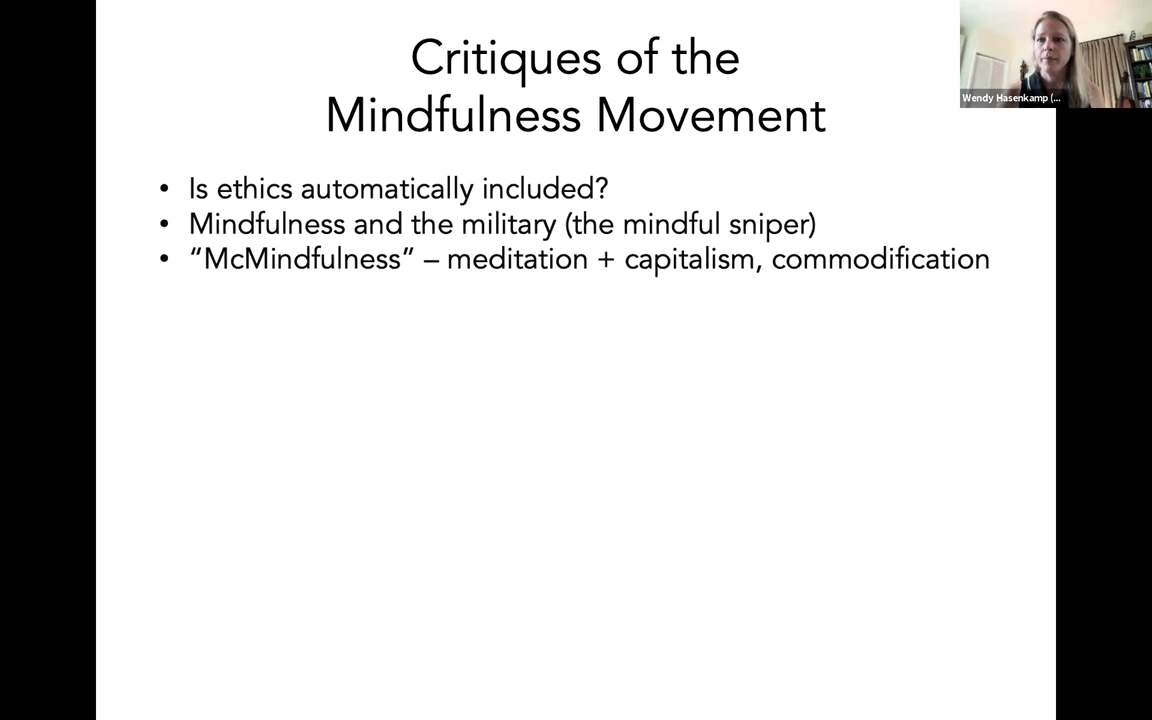 Critiques of the
Mindfulness Movement
Wendy Hasenkamp (...
• Is ethics automatically included?
• Mindfulness and the military (the mindful sniper)
• “McMindfulness” – meditation + capitalism, commodification